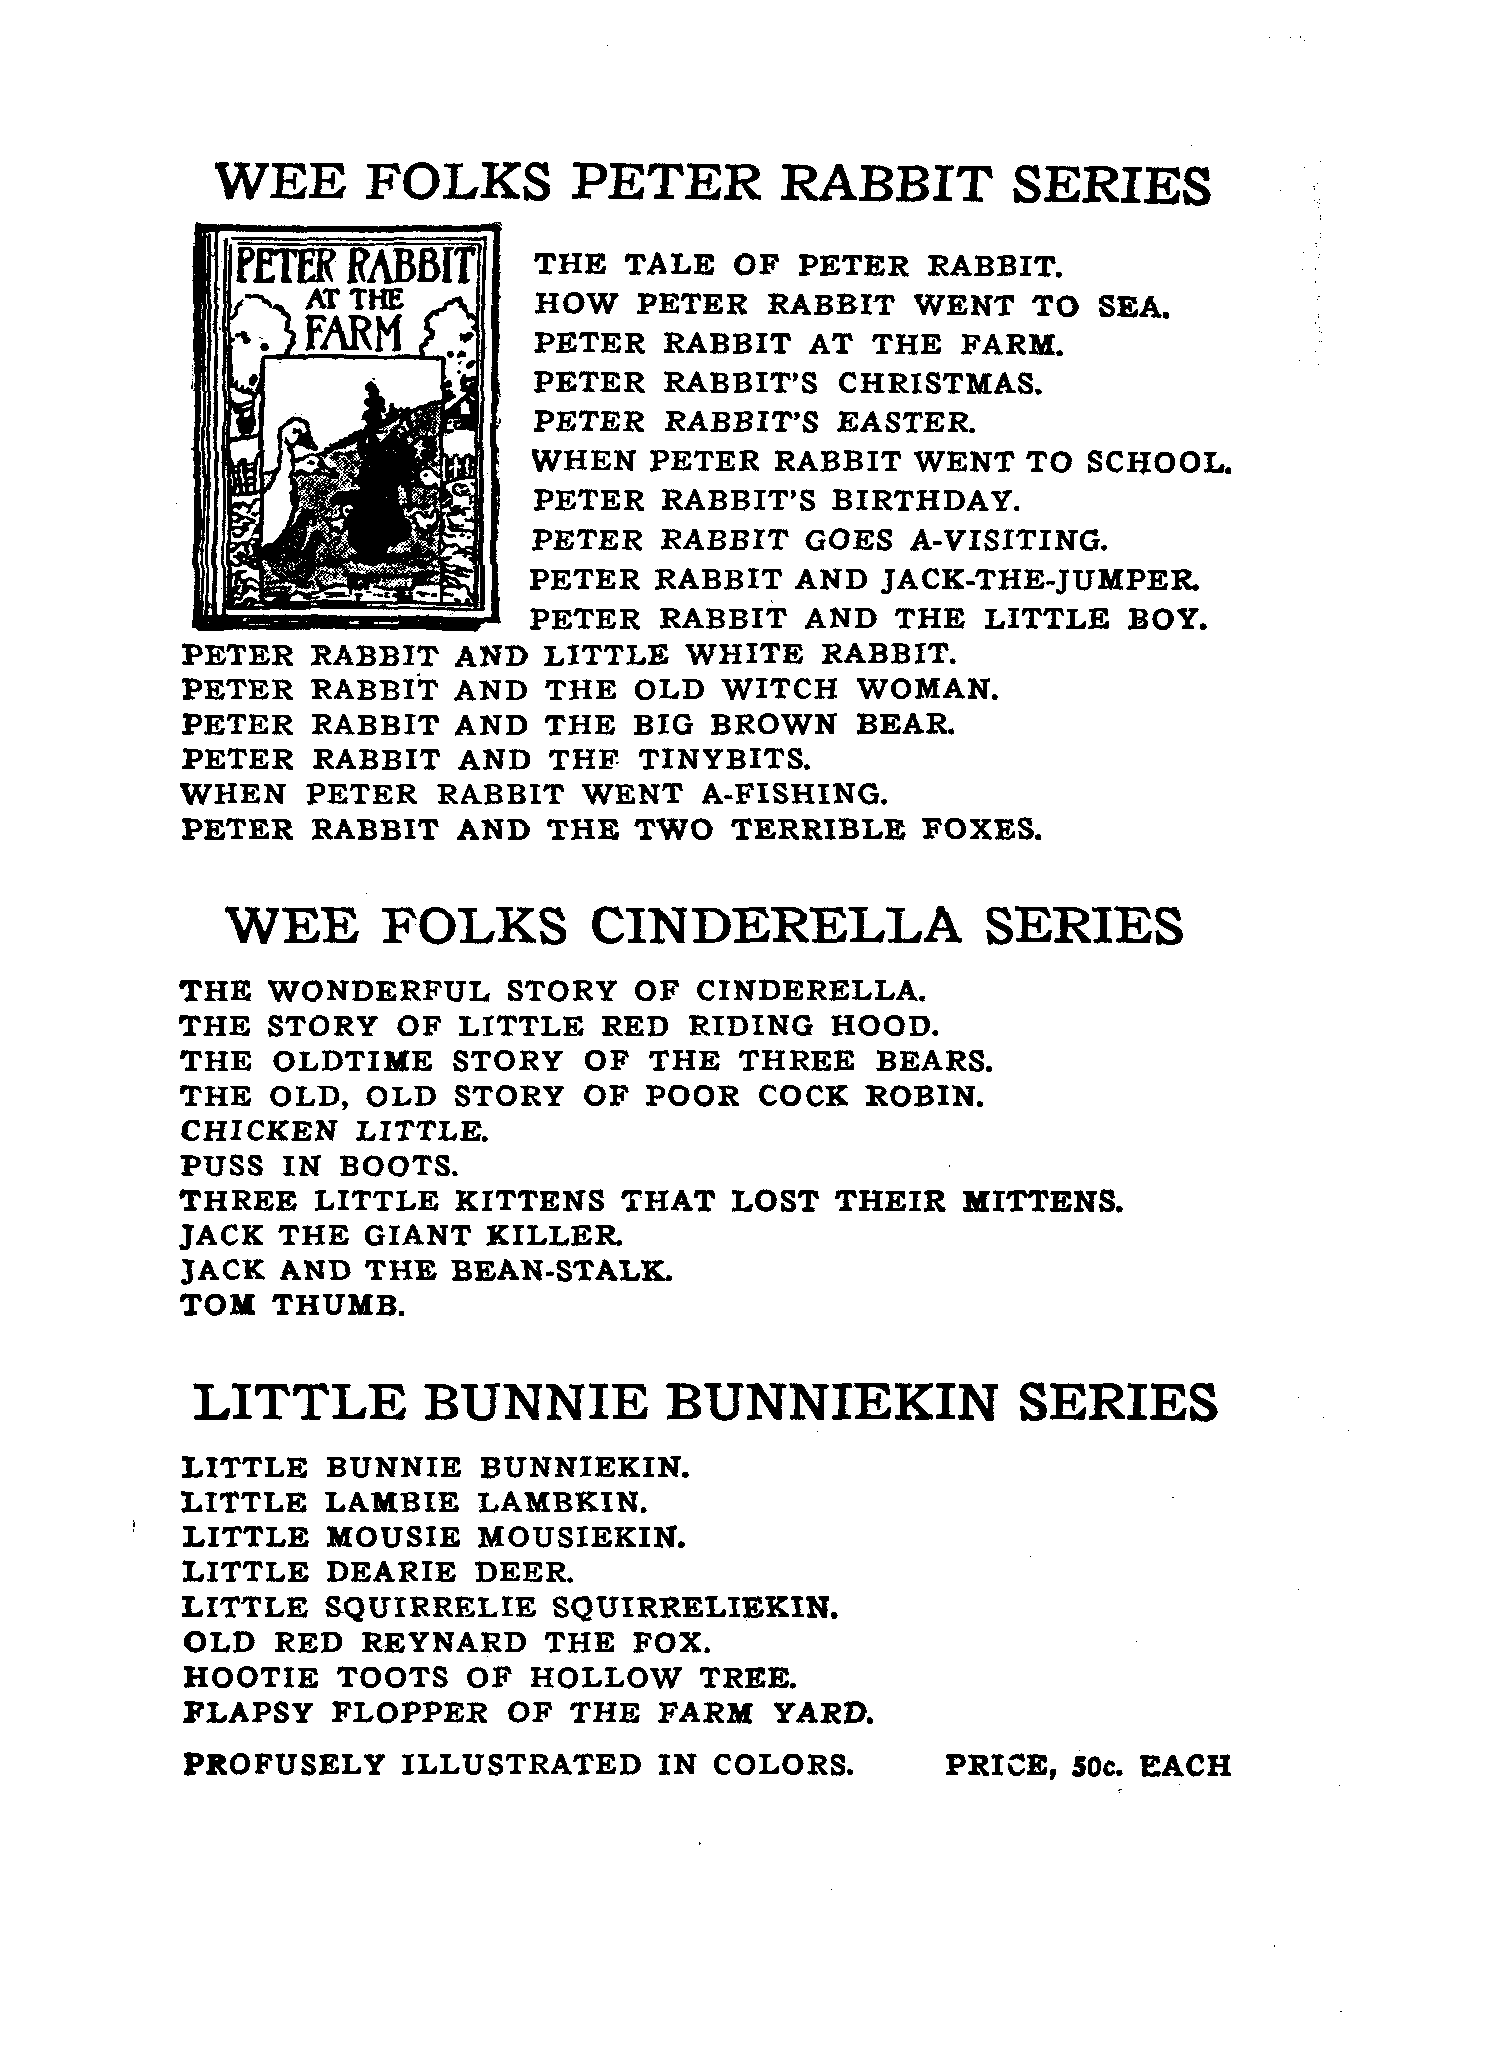 WEE FOLKS PETER RABBIT SERIES
PETER RABBIT
AT THE
FARM
THE TALE OF PETER RABBIT.
HOW PETER RABBIT WENT TO SEA.
PETER RABBIT AT THE FARM.
PETER RABBIT'S CHRISTMAS.
PETER RABBIT'S EASTER.
WHEN PETER RABBIT WENT TO SCHOOL.
PETER RABBIT'S BIRTHDAY.
PETER RABBIT GOES A-VISITING.
PETER RABBIT AND JACK-THE-JUMPER.
PETER RABBIT AND THE LITTLE BOY.
PETER RABBIT AND LITTLE WHITE RABBIT.
PETER RABBIT AND THE OLD WITCH WOMAN.
PETER RABBIT AND THE BIG BROWN BEAR.
PETER RABBIT AND THE TINYBITS.
WHEN PETER RABBIT WENT A-FISHING.
PETER RABBIT AND THE TWO TERRIBLE FOXES.
WEE FOLKS CINDERELLA SERIES
THE WONDERFUL STORY OF CINDERELLA.
THE STORY OF LITTLE RED RIDING HOOD.
THE OLDTIME STORY OF THE THREE BEARS.
THE OLD, OLD STORY OF POOR COCK ROBIN.
CHICKEN LITTLE.
PUSS IN BOOTS.
THREE LITTLE KITTENS THAT LOST THEIR MITTENS.
JACK THE GIANT KILLER.
JACK AND THE BEAN-STALK.
TOM THUMB.
LITTLE BUNNIE BUNNIEKIN SERIES
LITTLE BUNNIE BUNNIEKIN.
LITTLE LAMBIE LAMBKIN.
LITTLE MOUSIE MOUSIEKIN.
LITTLE DEARIE DEER.
LITTLE SQUIRRELIE SQUIRRELIEKIN.
OLD RED REYNARD THE FOX.
HOOTIE TOOTS OF HOLLOW TREE.
FLAPSY FLOPPER OF THE FARM YARD.
PROFUSELY ILLUSTRATED IN COLORS. PRICE, 50c. EACH